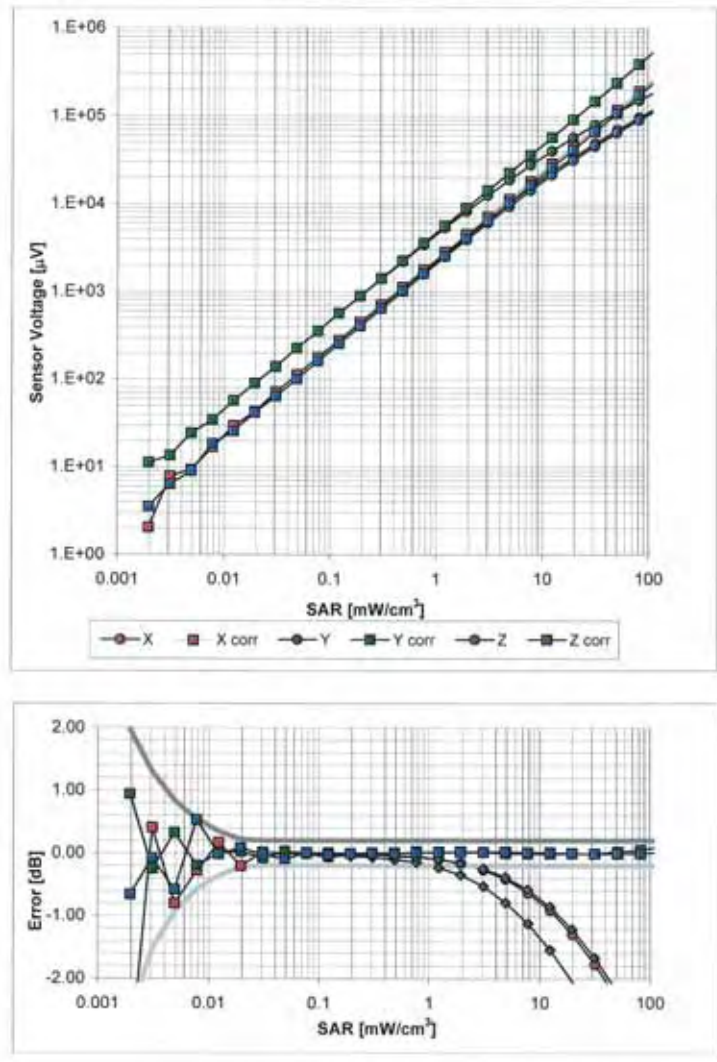 1.E+06
1.E+05
1.E+04
1.E+03
1.E+02
1.E+01
1.E+00
Sensor Voltage [µV]
0.001 0.01 0.1 1 10 100
SAR [mW/cm³]
X X corr Y Y corr Z Z corr
2.00
1.00
0.00
-1.00
-2.00
Error [dB]
0.001 0.01 0.1 1 10 100
SAR [mW/cm³]